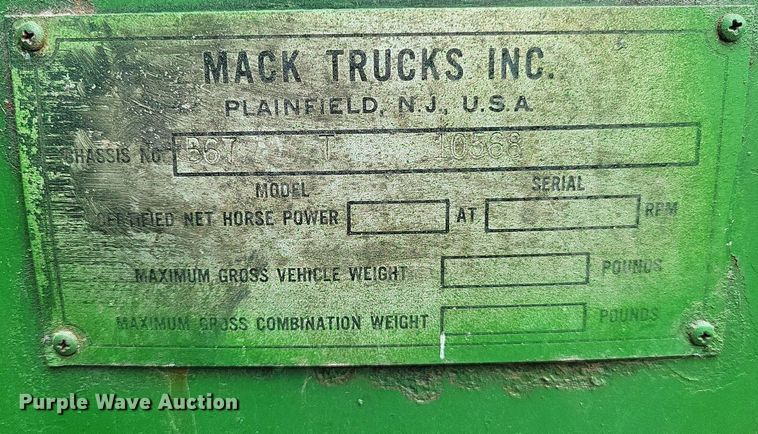 MACK TRUCKS INC.
PLAINFIELD, N.J., U.S.A.
CHASSIS NO. B67 T 10568
MODEL SERIAL
CERTIFIED NET HORSE POWER AT RPM
MAXIMUM GROSS VEHICLE WEIGHT POUNDS
MAXIMUM GROSS COMBINATION WEIGHT POUNDS
Purple Wave Auction